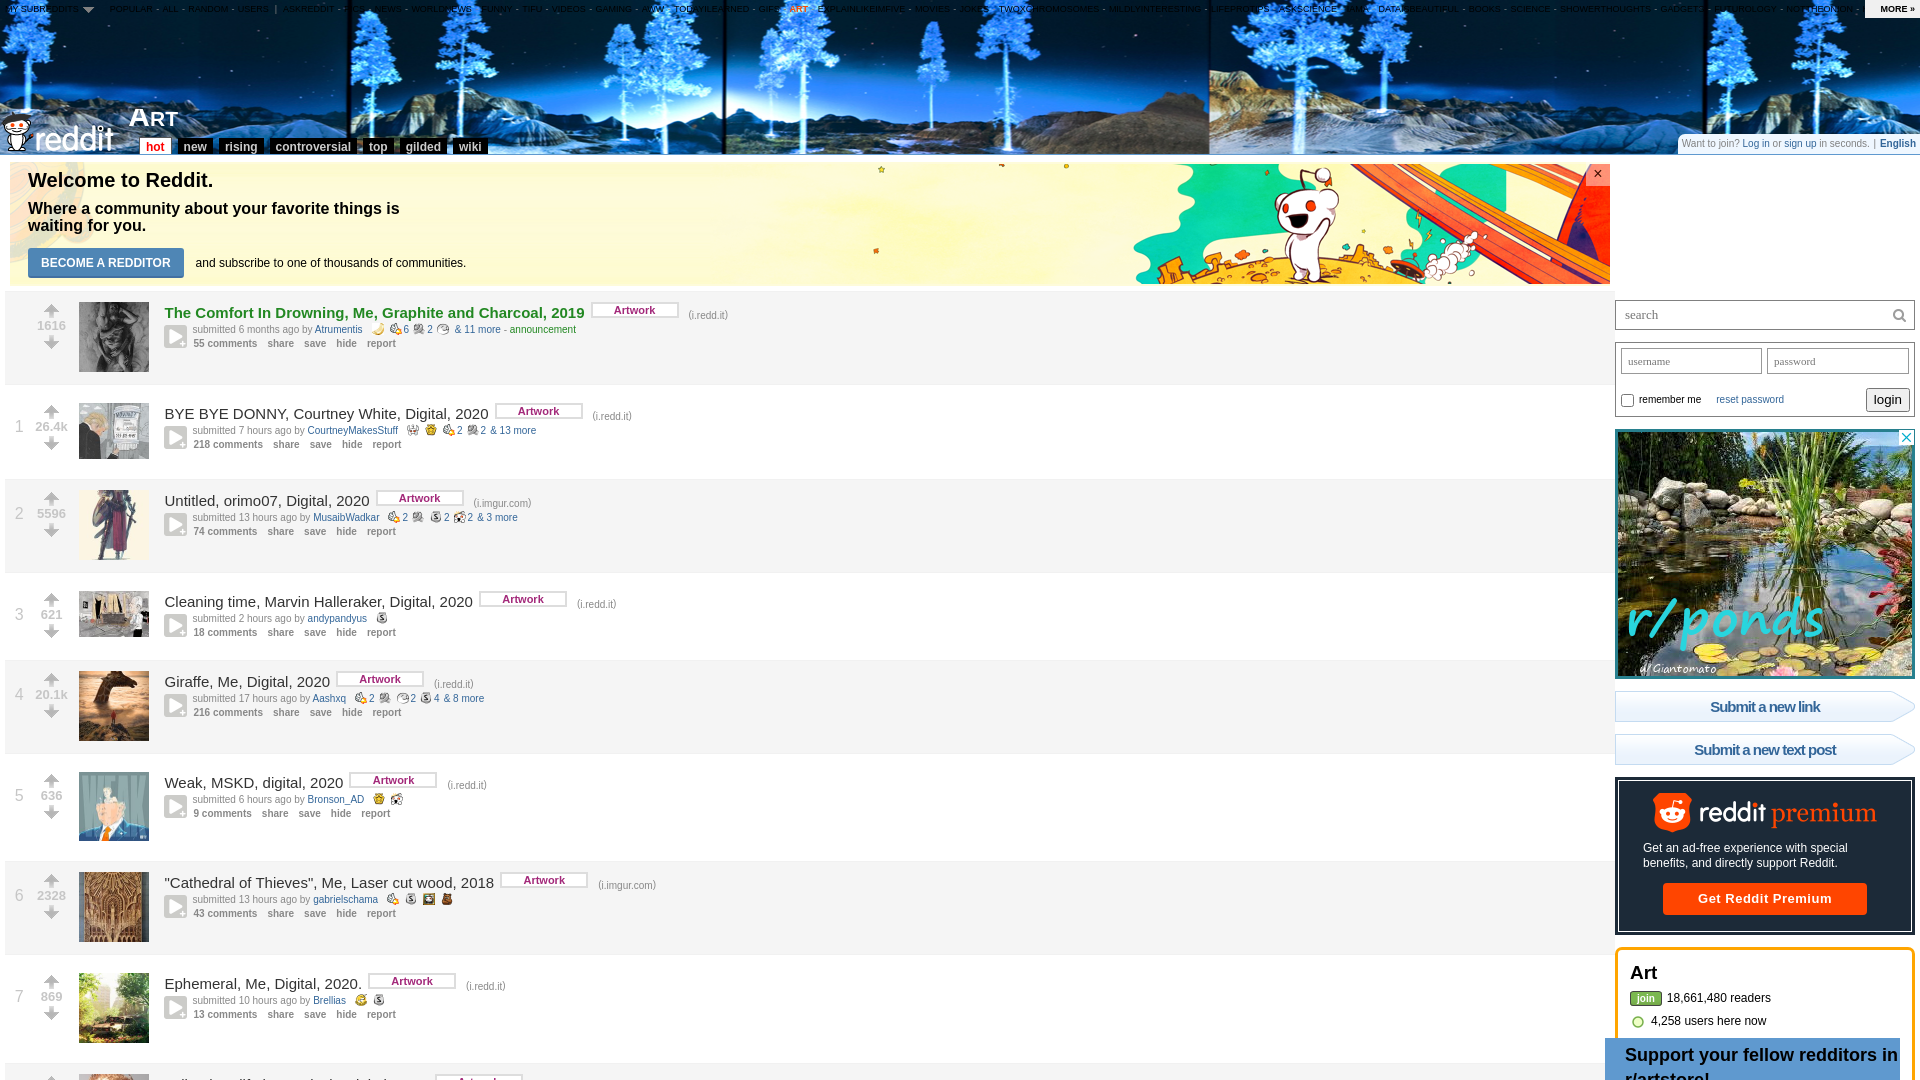 MY SUBREDDITS POPULAR - ALL - RANDOM - USERS | ASKREDDIT - PICS - NEWS - WORLDNEWS - FUNNY - TIFU - VIDEOS - GAMING - AWW - TODAYILEARNED - GIFS - ART - EXPLAINLIKEIMFIVE - MOVIES - JOKES - TWOXCHROMOSOMES - MILDLYINTERESTING - LIFEPROTIPS - ASKSCIENCE - IAMA - DATAISBEAUTIFUL - BOOKS - SCIENCE - SHOWERTHOUGHTS - GADGETS - FUTUROLOGY - NOTTHEONION - MORE »
reddit ART
hot new rising controversial top gilded wiki
Want to join? Log in or sign up in seconds. | English
Welcome to Reddit.
×
Where a community about your favorite things is
waiting for you.
BECOME A REDDITOR and subscribe to one of thousands of communities.
1616
The Comfort In Drowning, Me, Graphite and Charcoal, 2019 Artwork (i.redd.it)
submitted 6 months ago by Atrumentis 6 2 & 11 more - announcement
55 comments share save hide report
1 26.4k
BYE BYE DONNY, Courtney White, Digital, 2020 Artwork (i.redd.it)
submitted 7 hours ago by CourtneyMakesStuff 2 2 & 13 more
218 comments share save hide report
2 5596
Untitled, orimo07, Digital, 2020 Artwork (i.imgur.com)
submitted 13 hours ago by MusaibWadkar 2 2 2 & 3 more
74 comments share save hide report
3 621
Cleaning time, Marvin Halleraker, Digital, 2020 Artwork (i.redd.it)
submitted 2 hours ago by andypandyus
18 comments share save hide report
4 20.1k
Giraffe, Me, Digital, 2020 Artwork (i.redd.it)
submitted 17 hours ago by Aashxq 2 2 4 & 8 more
216 comments share save hide report
5 636
Weak, MSKD, digital, 2020 Artwork (i.redd.it)
submitted 6 hours ago by Bronson_AD
9 comments share save hide report
6 2328
"Cathedral of Thieves", Me, Laser cut wood, 2018 Artwork (i.imgur.com)
submitted 13 hours ago by gabrielschama
43 comments share save hide report
7 869
Ephemeral, Me, Digital, 2020. Artwork (i.redd.it)
submitted 10 hours ago by Brellias
13 comments share save hide report
search
username password
remember me reset password login
r/ponds
u/Giantomato
Submit a new link
Submit a new text post
reddit premium
Get an ad-free experience with special
benefits, and directly support Reddit.
Get Reddit Premium
Art
join 18,661,480 readers
4,258 users here now
Support your fellow redditors in
r/artstore!